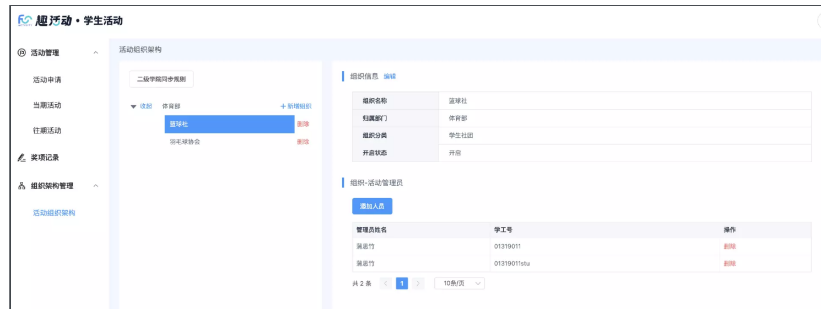 趣活动·学生活动
活动管理
活动申请
当期活动
往期活动
奖项记录
组织架构管理
活动组织架构
活动组织架构
二级学院同步规则
收起 体育部 +新增组织
篮球社 删除
羽毛球协会 删除
组织信息 编辑
组织名称 篮球社
归属部门 体育部
组织分类 学生社团
开启状态 开启
组织-活动管理员
添加人员
管理员姓名 学工号 操作
01319011 删除
01319011stu 删除
共 2 条 1 10条/页